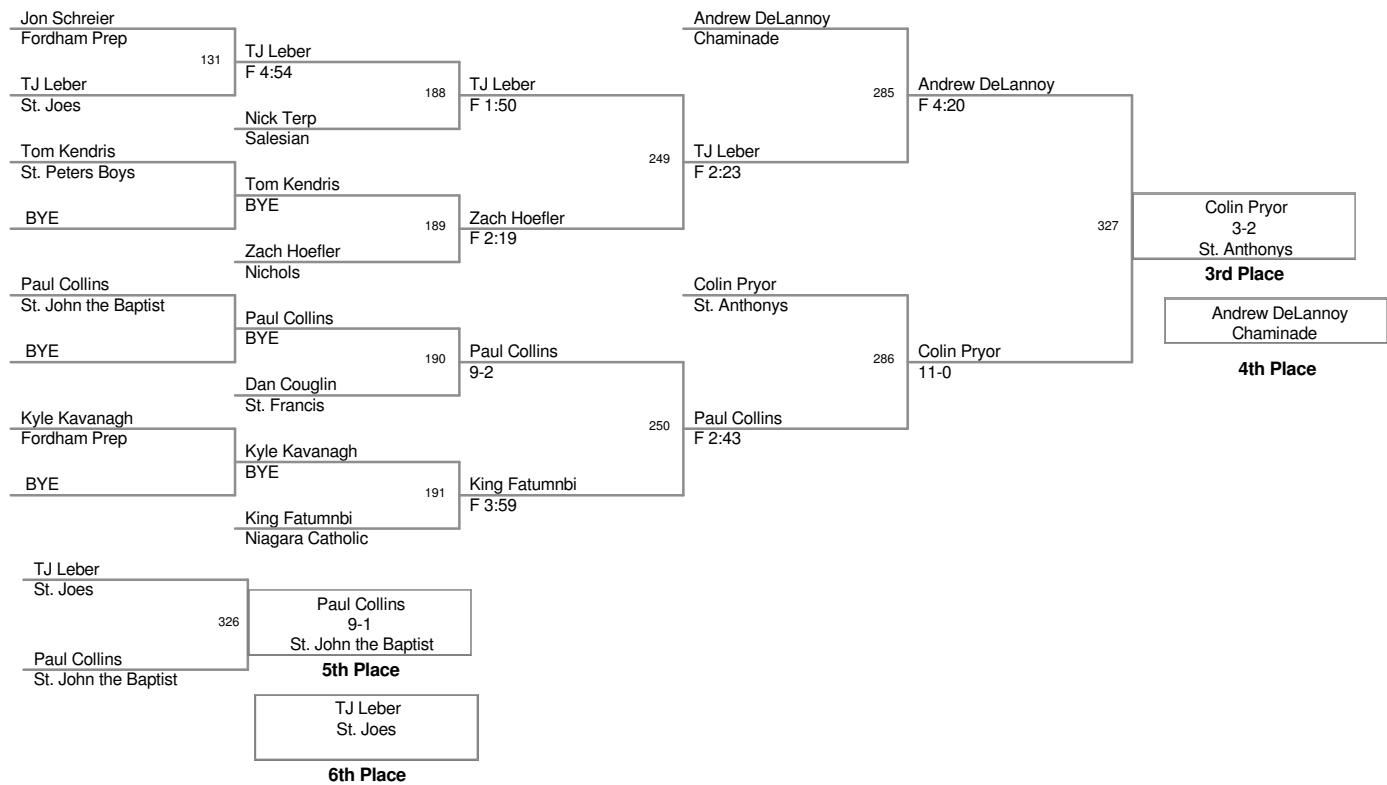 Jon Schreier
Fordham Prep
131
TJ Leber
St. Joes
Tom Kendris
St. Peters Boys
BYE
Paul Collins
St. John the Baptist
BYE
Kyle Kavanagh
Fordham Prep
BYE
TJ Leber
F 4:54
188
Nick Terp
Salesian
Tom Kendris
BYE
189
Zach Hoefler
Nichols
Paul Collins
BYE
190
Dan Couglin
St. Francis
Kyle Kavanagh
BYE
191
King Fatumnbi
Niagara Catholic
TJ Leber
F 1:50
249
Zach Hoefler
F 2:19
Paul Collins
9-2
250
King Fatumnbi
F 3:59
Andrew DeLannoy
Chaminade
285
TJ Leber
F 2:23
Colin Pryor
St. Anthonys
286
Paul Collins
F 2:43
Andrew DeLannoy
F 4:20
327
Colin Pryor
11-0
Colin Pryor
3-2
St. Anthonys
3rd Place
Andrew DeLannoy
Chaminade
4th Place
TJ Leber
St. Joes
326
Paul Collins
St. John the Baptist
Paul Collins
9-1
St. John the Baptist
5th Place
TJ Leber
St. Joes
6th Place